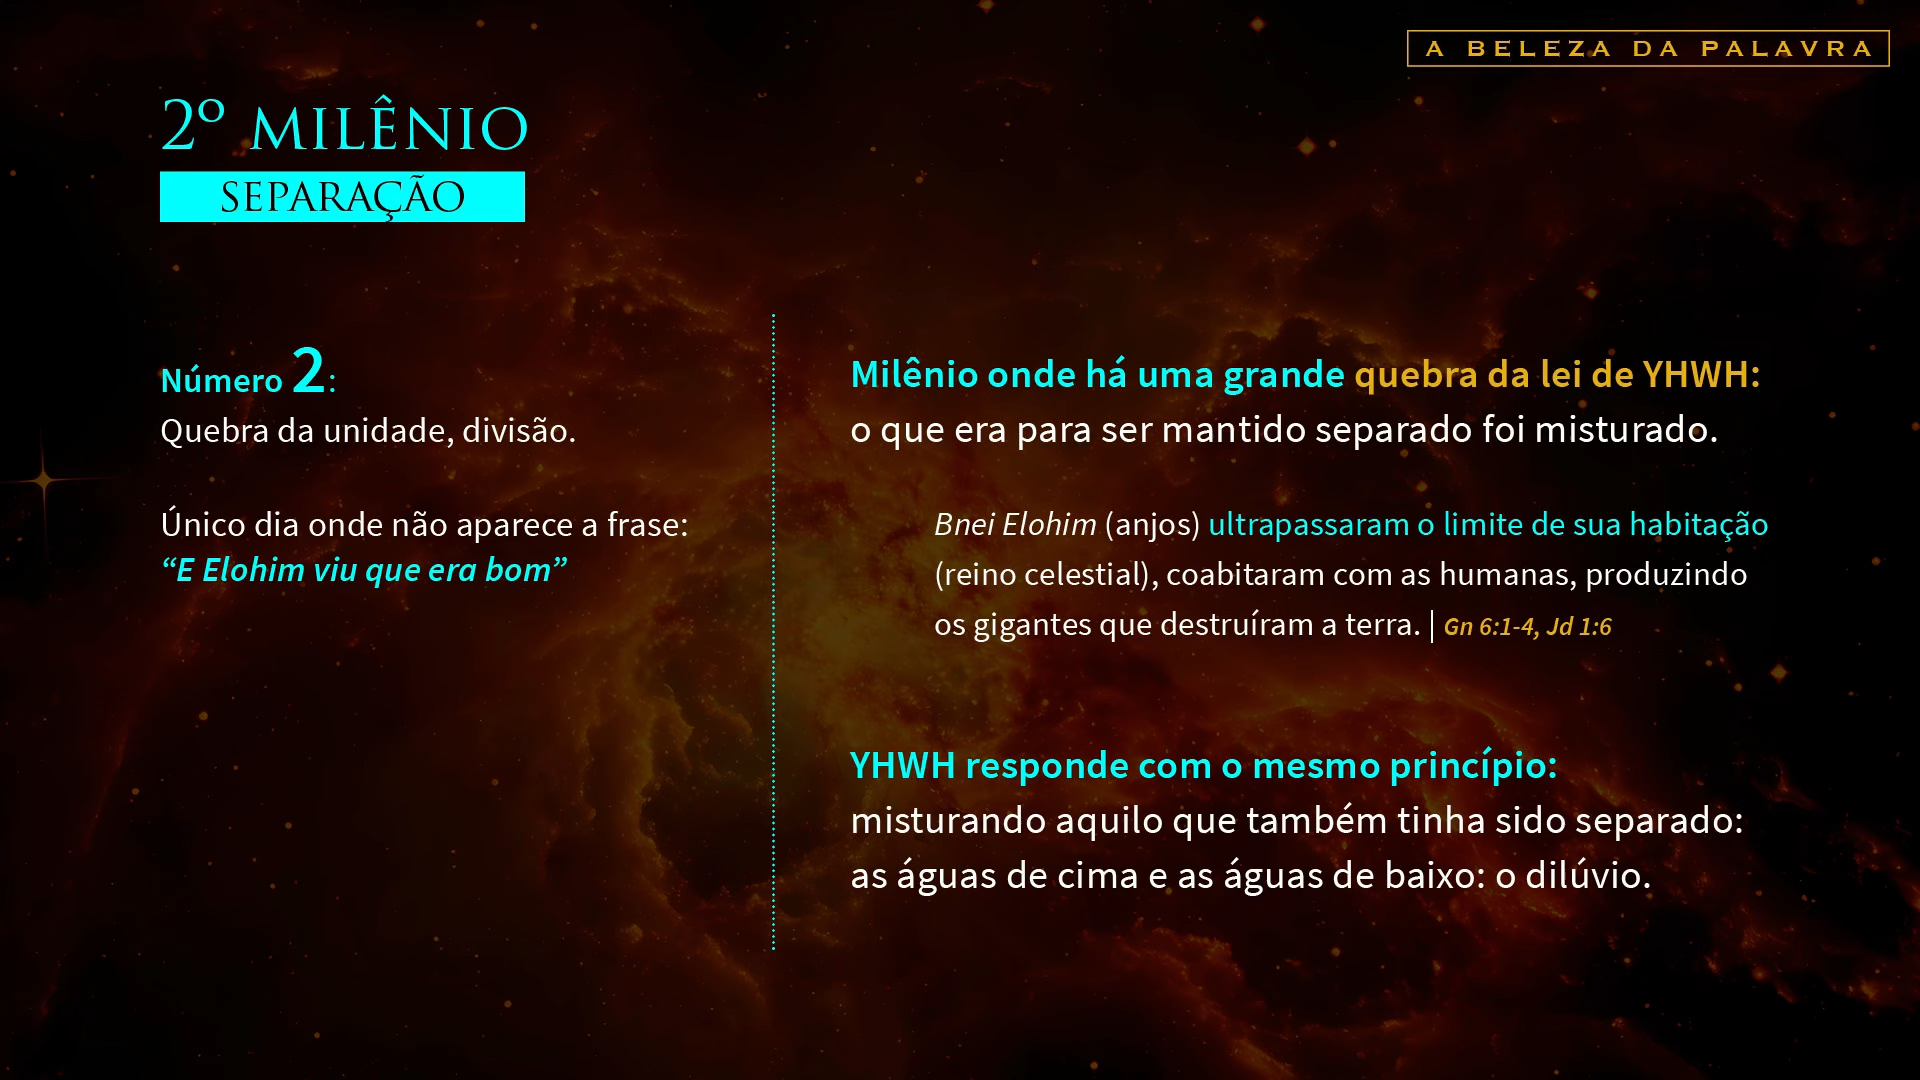 A BELEZA DA PALAVRA
2º MILÊNIO
SEPARAÇÃO
Número 2:
Quebra da unidade, divisão.
Único dia onde não aparece a frase:
“E Elohim viu que era bom”
Milênio onde há uma grande quebra da lei de YHWH:
o que era para ser mantido separado foi misturado.
Bnei Elohim (anjos) ultrapassaram o limite de sua habitação
(reino celestial), coabitaram com as humanas, produzindo
os gigantes que destruíram a terra. | Gn 6:1-4, Jd 1:6
YHWH responde com o mesmo princípio:
misturando aquilo que também tinha sido separado:
as águas de cima e as águas de baixo: o dilúvio.